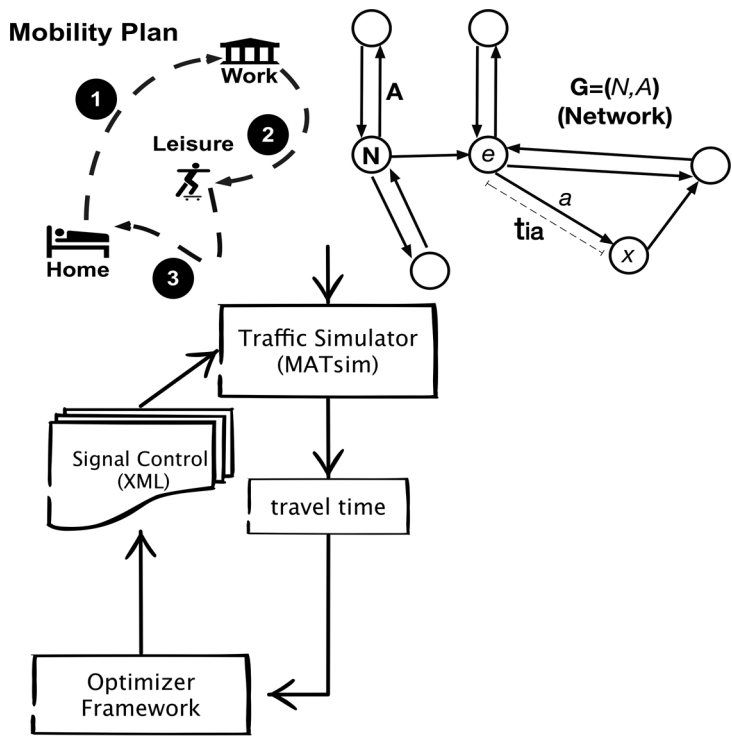 Mobility Plan
1
Work
2
Leisure
Home
3
A
N
e
G=(N,A)
(Network)
a
tia
x
Traffic Simulator
(MATsim)
Signal Control
(XML)
travel time
Optimizer
Framework